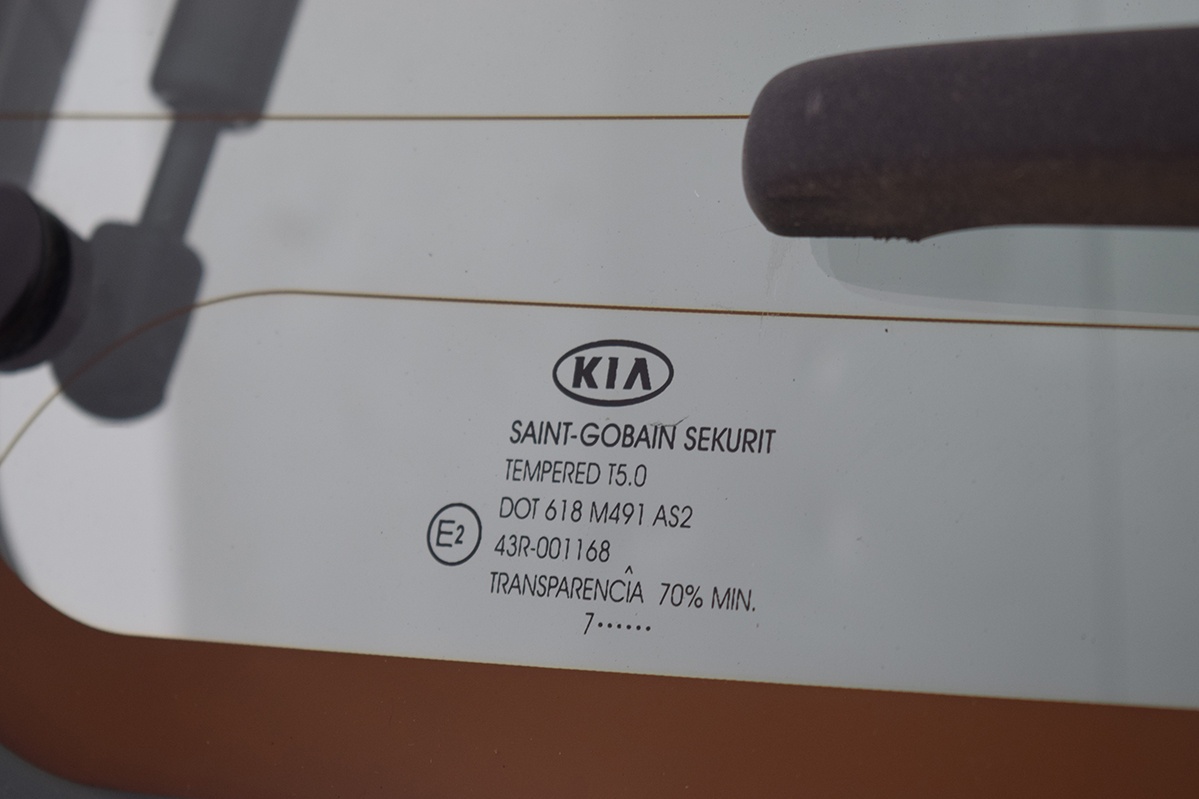 KIA
SAINT-GOBAIN SEKURIT
TEMPERED T5.0
DOT 618 M491 AS2
E2
43R-001168
TRANSPARENCÎA 70% MIN.
7······